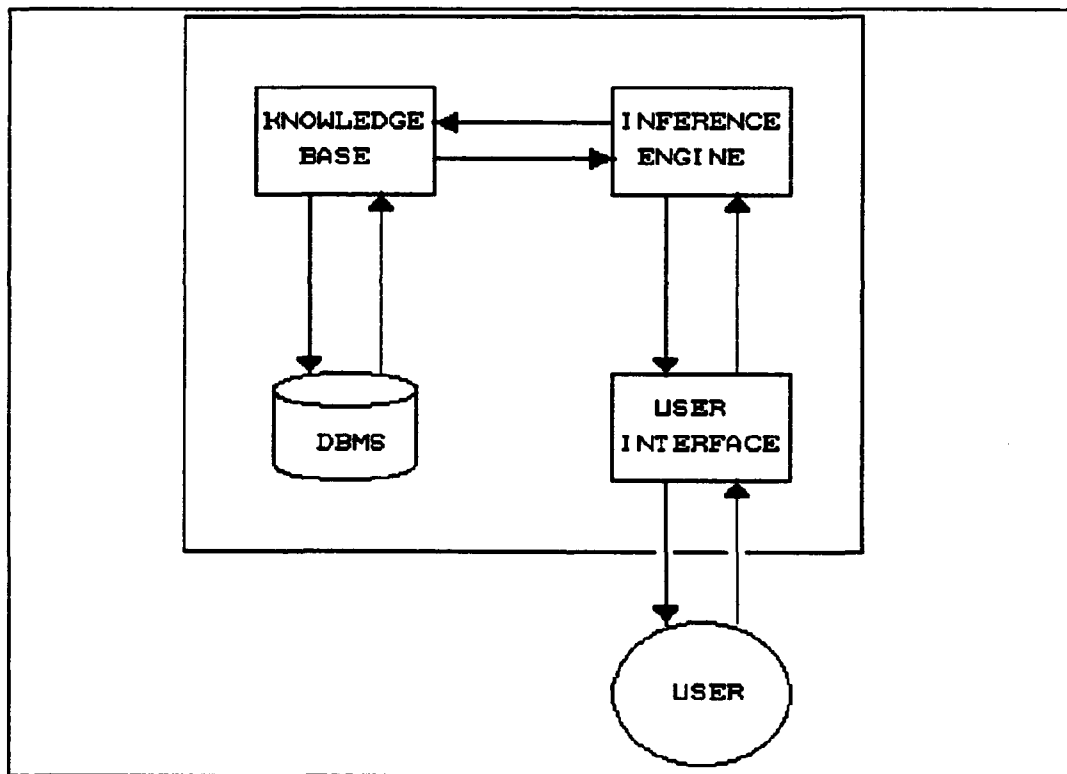 KNOWLEDGE
BASE
INFERENCE
ENGINE
DBMS
USER
INTERFACE
USER